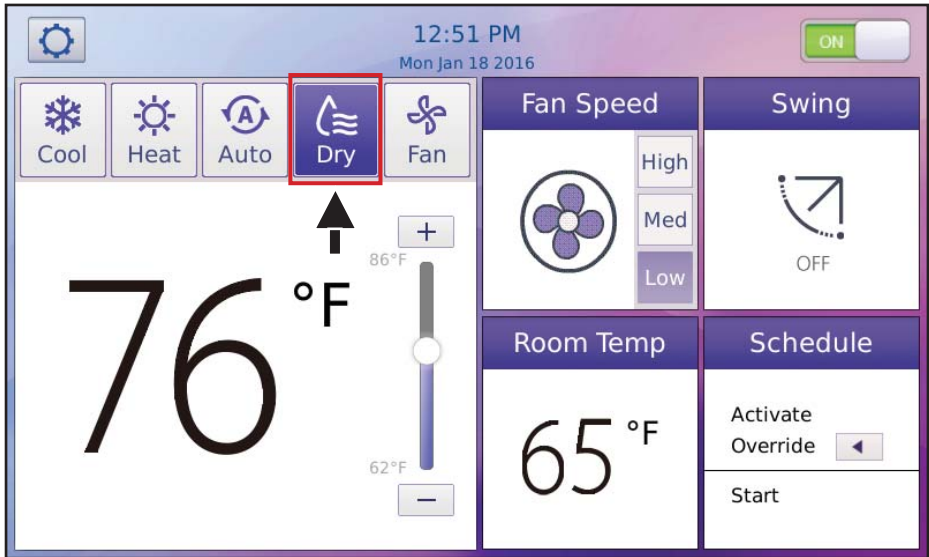 12:51 PM
Mon Jan 18 2016
ON
Cool
Heat
Auto
Dry
Fan
+
86°F
76 °F
62°F
−
Fan Speed
High
Med
Low
Swing
OFF
Room Temp
65 °F
Schedule
Activate
Override
Start